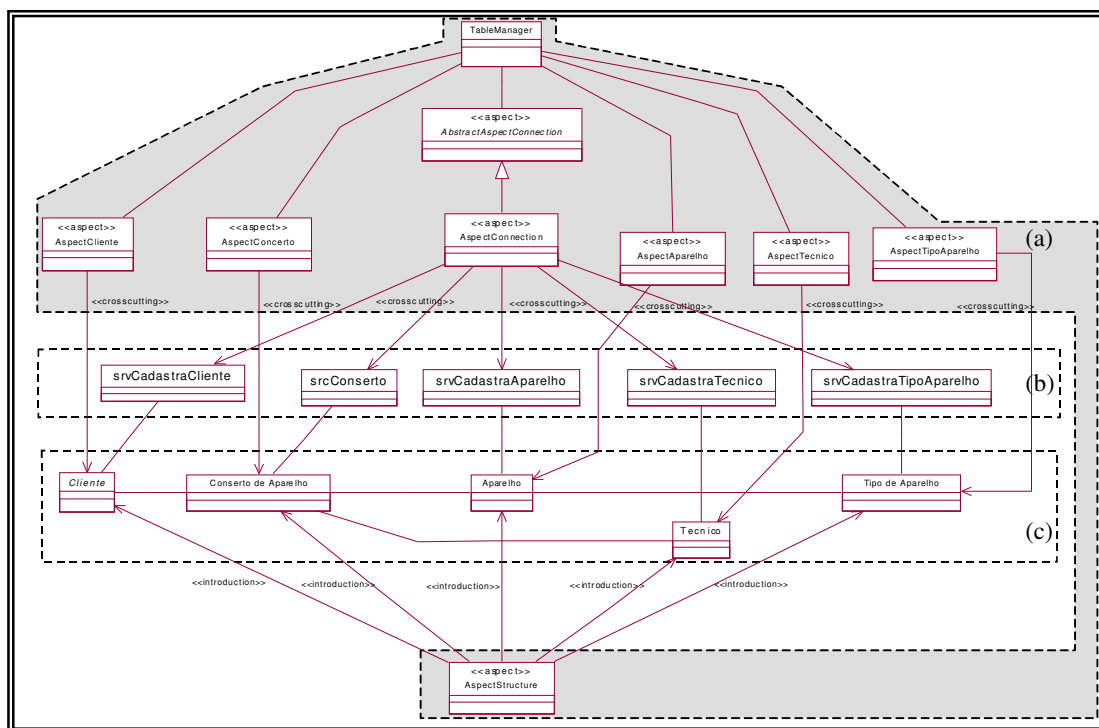 TableManager
<<aspect>>
AbstractAspectConnection
<<aspect>>
AspectCliente
<<aspect>>
AspectConcerto
<<aspect>>
AspectConnection
<<aspect>>
AspectAparelho
<<aspect>>
AspectTecnico
<<aspect>>
AspectTipoAparelho
(a)
<<crosscutting>>
<<crosscutting>>
<<crosscutting>>
<<crosscutting>>
<<crosscutting>>
<<crosscutting>>
srvCadastraCliente
srcConserto
srvCadastraAparelho
srvCadastraTecnico
srvCadastraTipoAparelho
(b)
Cliente
Conserto de Aparelho
Aparelho
Tipo de Aparelho
Tecnico
(c)
<<introduction>>
<<introduction>>
<<introduction>>
<<introduction>>
<<introduction>>
<<aspect>>
AspectStructure